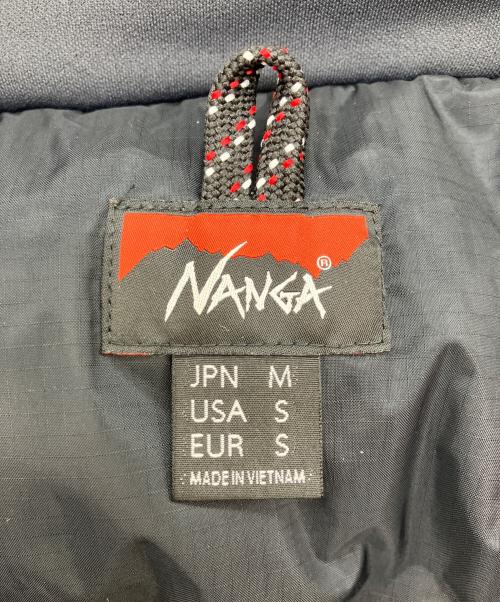 NANGA®
JPN M
USA S
EUR S
MADE IN VIETNAM